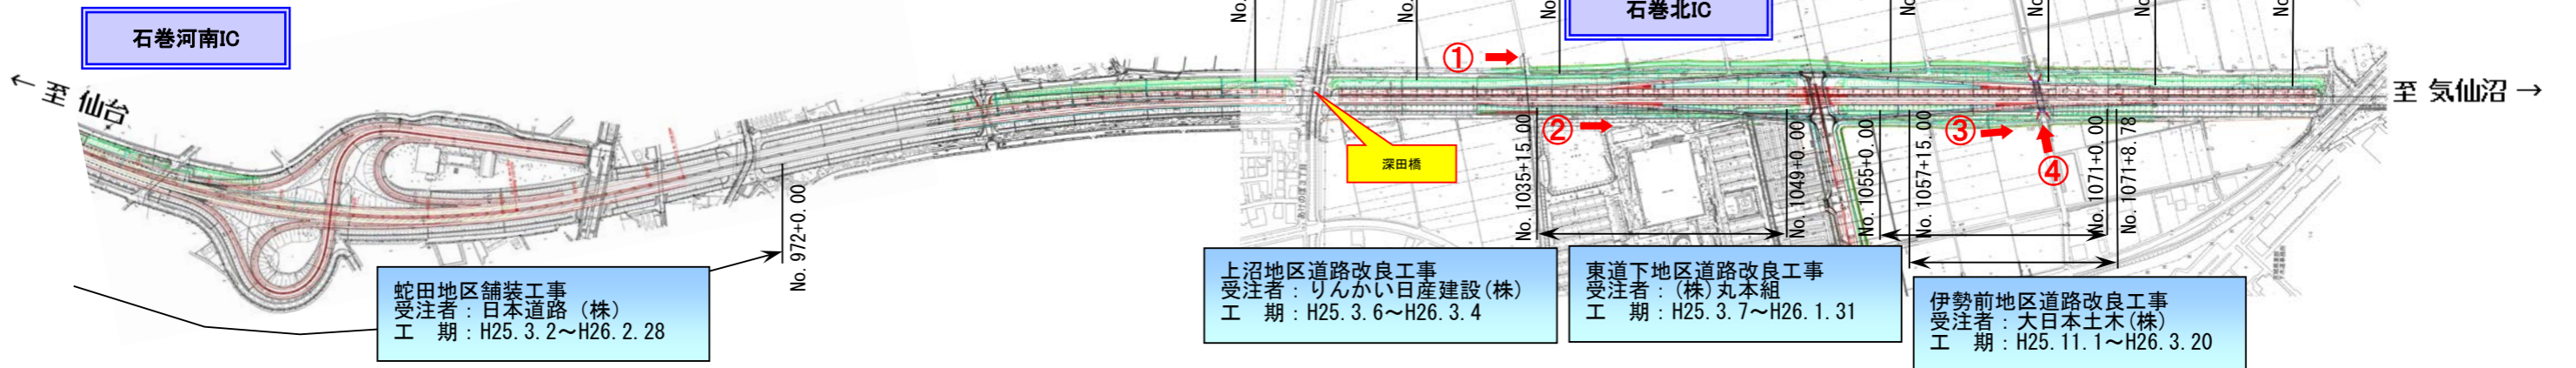 石巻河南IC
石巻北IC
No.
No.
No.
No.
No.
No.
No.
← 至 仙台
至 気仙沼 →
①
②
③
④
深田橋
No. 972+0.00
No. 1035+15.00
No. 1049+0.00
No. 1055+0.00
No. 1057+15.00
No. 1071+0.00
No. 1071+8.78
蛇田地区舗装工事
受注者：日本道路（株）
工　期：H25.3.2～H26.2.28
上沼地区道路改良工事
受注者：りんかい日産建設(株)
工　期：H25.3.6～H26.3.4
東道下地区道路改良工事
受注者：(株)丸本組
工　期：H25.3.7～H26.1.31
伊勢前地区道路改良工事
受注者：大日本土木(株)
工　期：H25.11.1～H26.3.20